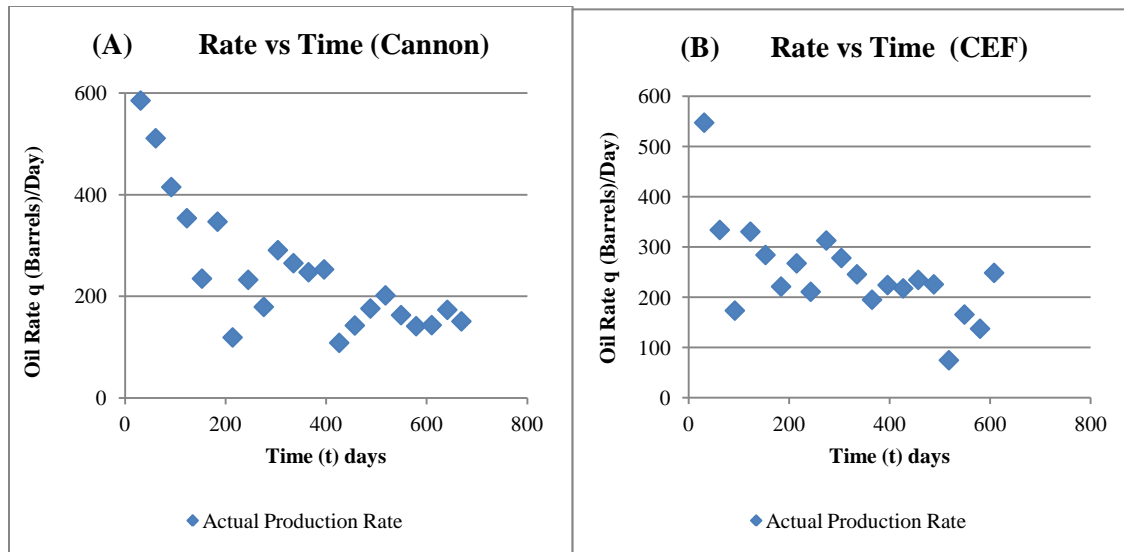 (A) Rate vs Time (Cannon)
Oil Rate q (Barrels)/Day)
600
400
200
0
0 200 400 600 800
Time (t) days
Actual Production Rate
(B) Rate vs Time (CEF)
Oil Rate q (Barrels)/Day)
600
500
400
300
200
100
0
0 200 400 600 800
Time (t) days
Actual Production Rate